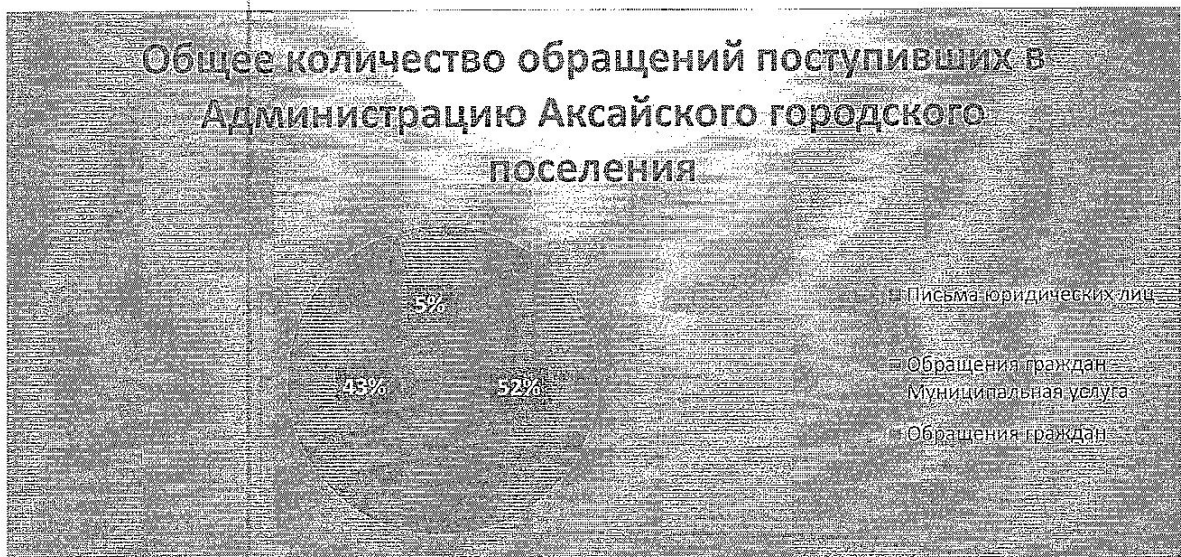 Общее количество обращений поступивших в
Администрацию Аксайского городского
поселения
5%
43%
52%
Письма юридических лиц
Обращения граждан
Муниципальная услуга
Обращения граждан